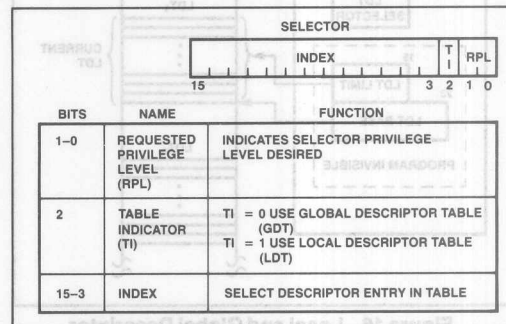 SELECTOR
INDEX T I RPL
15 3 2 1 0
BITS NAME FUNCTION
1–0 REQUESTED PRIVILEGE LEVEL (RPL) INDICATES SELECTOR PRIVILEGE LEVEL DESIRED
2 TABLE INDICATOR (TI) TI = 0 USE GLOBAL DESCRIPTOR TABLE (GDT)
TI = 1 USE LOCAL DESCRIPTOR TABLE (LDT)
15–3 INDEX SELECT DESCRIPTOR ENTRY IN TABLE